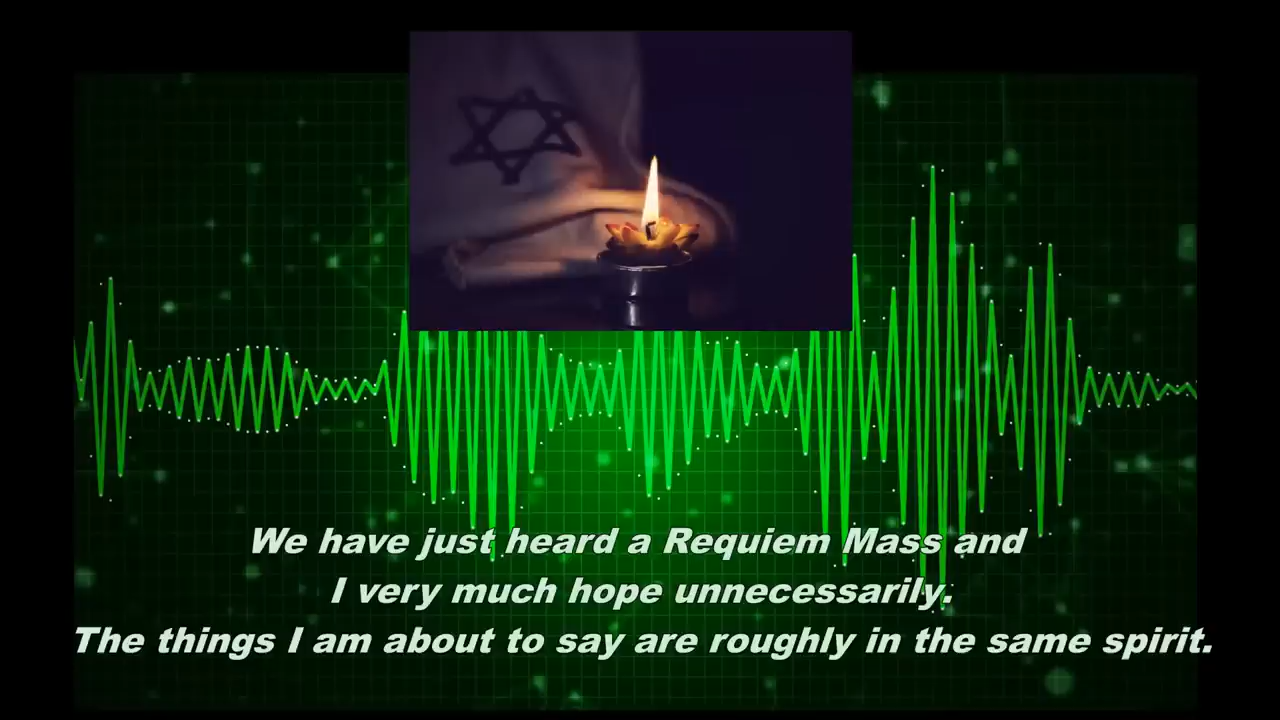 We have just heard a Requiem Mass and
I very much hope unnecessarily.
The things I am about to say are roughly in the same spirit.